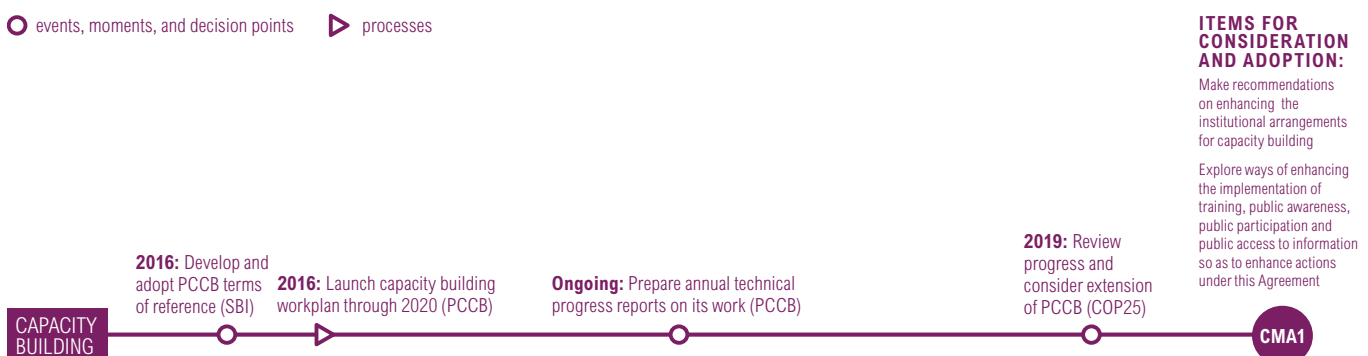 events, moments, and decision points
processes
ITEMS FOR
CONSIDERATION
AND ADOPTION:
Make recommendations
on enhancing the
institutional arrangements
for capacity building
Explore ways of enhancing
the implementation of
training, public awareness,
public participation and
public access to information
so as to enhance actions
under this Agreement
2016: Develop and
adopt PCCB terms
of reference (SBI)
2016: Launch capacity building
workplan through 2020 (PCCB)
Ongoing: Prepare annual technical
progress reports on its work (PCCB)
2019: Review
progress and
consider extension
of PCCB (COP25)
CAPACITY
BUILDING
CMA1